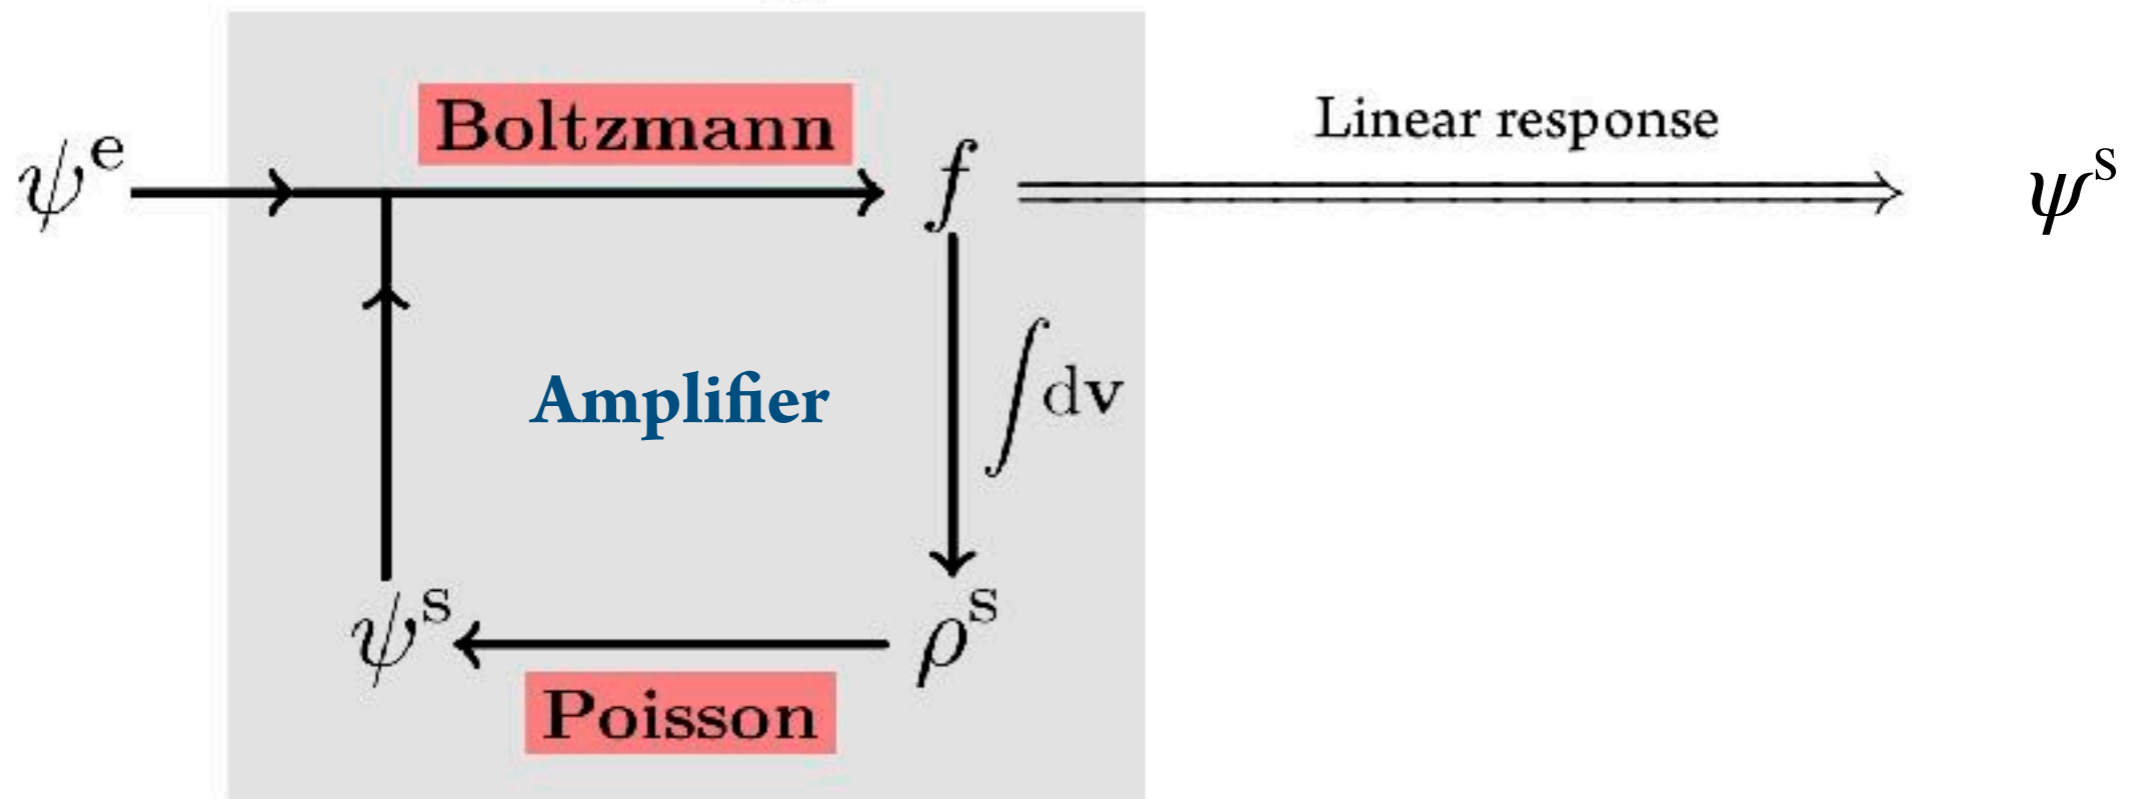 Boltzmann
Linear response
ψᵉ
f
ψˢ
Amplifier
∫dv
ψˢ
ρˢ
Poisson